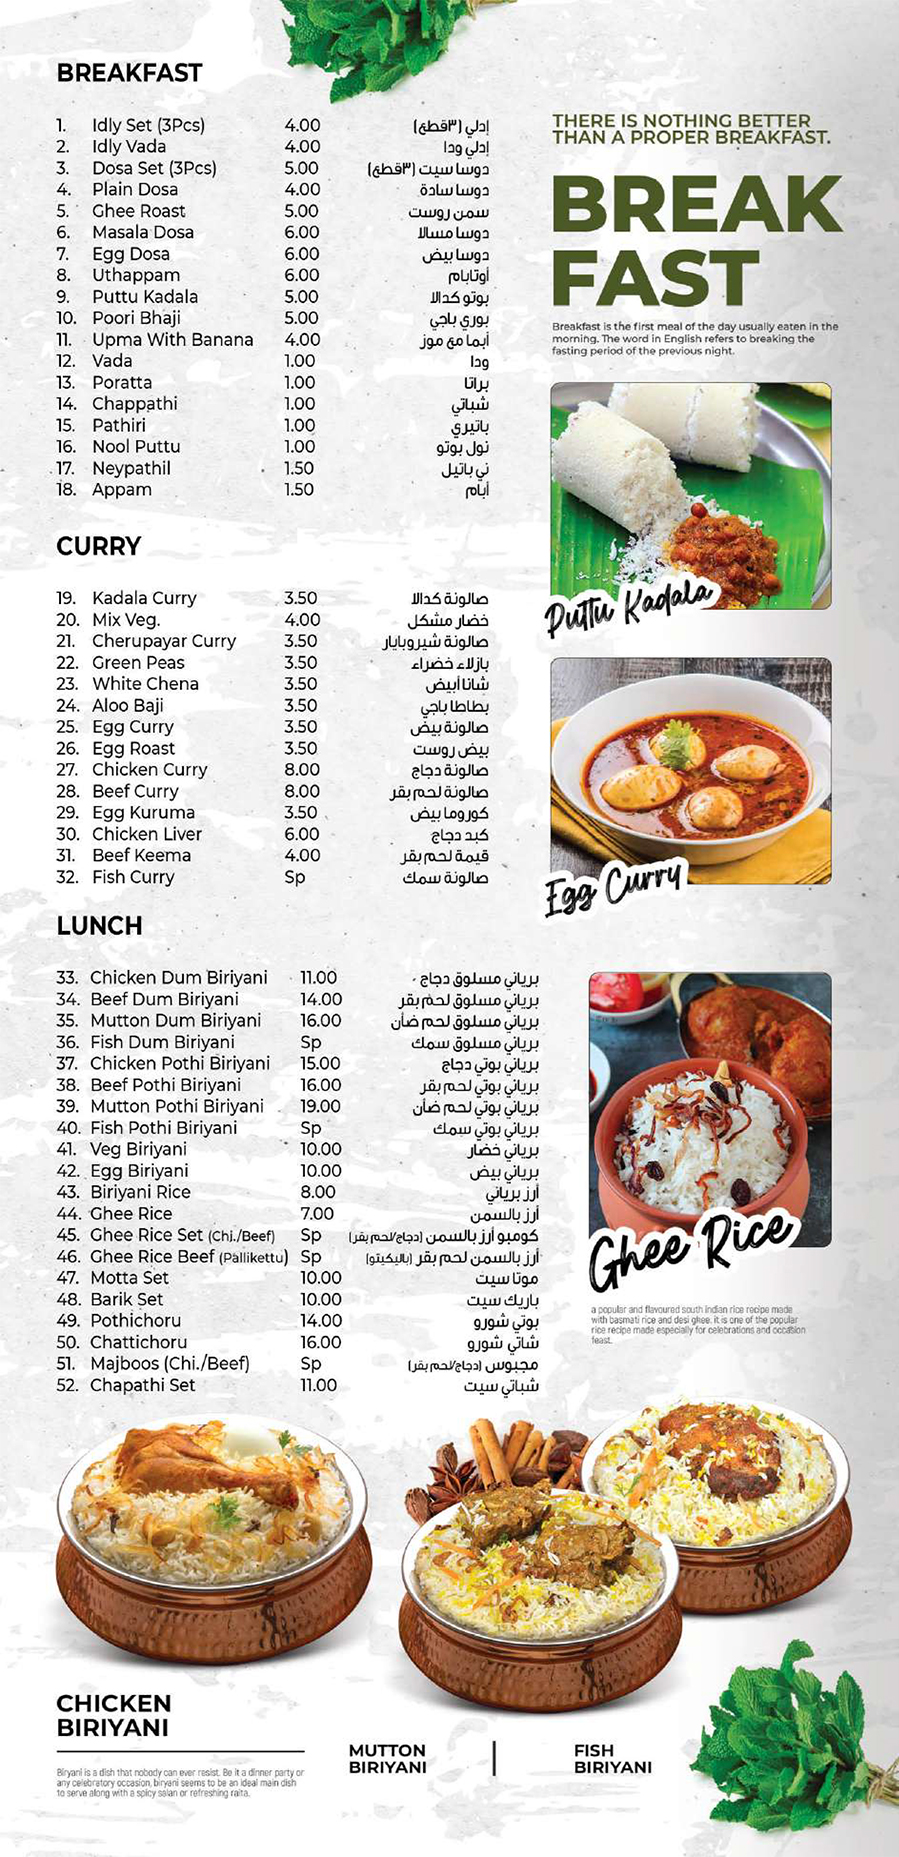 BREAKFAST
1. Idly Set (3Pcs) 4.00 إدلي (٣قطع)
2. Idly Vada 4.00 إدلي ودا
3. Dosa Set (3Pcs) 5.00 دوسا سيت (٣قطع)
4. Plain Dosa 4.00 دوسا سادة
5. Ghee Roast 5.00 سمن روست
6. Masala Dosa 6.00 دوسا مسالا
7. Egg Dosa 6.00 دوسا بيض
8. Uthappam 6.00 أوتابام
9. Puttu Kadala 5.00 بوتو كدالا
10. Poori Bhaji 5.00 بوري باجي
11. Upma With Banana 4.00 أبما مع موز
12. Vada 1.00 ودا
13. Poratta 1.00 براتا
14. Chappathi 1.00 شباتي
15. Pathiri 1.00 باتيري
16. Nool Puttu 1.00 نول بوتو
17. Neypathil 1.50 ني باتيل
18. Appam 1.50 أبام
THERE IS NOTHING BETTER
THAN A PROPER BREAKFAST.
BREAK
FAST
Breakfast is the first meal of the day usually eaten in the
morning. The word in English refers to breaking the
fasting period of the previous night.
Puttu Kadala
CURRY
19. Kadala Curry 3.50 صالونة كدالا
20. Mix Veg. 4.00 خضار مشكل
21. Cherupayar Curry 3.50 صالونة شيروبايار
22. Green Peas 3.50 بازلاء خضراء
23. White Chena 3.50 شانا أبيض
24. Aloo Baji 3.50 بطاطا باجي
25. Egg Curry 3.50 صالونة بيض
26. Egg Roast 3.50 بيض روست
27. Chicken Curry 8.00 صالونة دجاج
28. Beef Curry 8.00 صالونة لحم بقر
29. Egg Kuruma 3.50 كوروما بيض
30. Chicken Liver 6.00 كبد دجاج
31. Beef Keema 4.00 قيمة لحم بقر
32. Fish Curry Sp صالونة سمك
Egg Curry
LUNCH
33. Chicken Dum Biriyani 11.00 برياني مسلوق دجاج
34. Beef Dum Biriyani 14.00 برياني مسلوق لحم بقر
35. Mutton Dum Biriyani 16.00 برياني مسلوق لحم ضأن
36. Fish Dum Biriyani Sp برياني مسلوق سمك
37. Chicken Pothi Biriyani 15.00 برياني بوتي دجاج
38. Beef Pothi Biriyani 16.00 برياني بوتي لحم بقر
39. Mutton Pothi Biriyani 19.00 برياني بوتي لحم ضأن
40. Fish Pothi Biriyani Sp برياني بوتي سمك
41. Veg Biriyani 10.00 برياني خضار
42. Egg Biriyani 10.00 برياني بيض
43. Biriyani Rice 8.00 أرز برياني
44. Ghee Rice 7.00 أرز بالسمن
45. Ghee Rice Set (Chi./Beef) Sp كومبو أرز بالسمن (دجاج/لحم بقر)
46. Ghee Rice Beef (Pallikettu) Sp أرز بالسمن لحم بقر (باليكيتو)
47. Motta Set 10.00 موتا سيت
48. Barik Set 10.00 باريك سيت
49. Pothichoru 14.00 بوتي شورو
50. Chattichoru 16.00 شاتي شورو
51. Majboos (Chi./Beef) Sp مجبوس (دجاج/لحم بقر)
52. Chapathi Set 11.00 شباتي سيت
Ghee Rice
a popular and flavoured south indian rice recipe made
with basmati rice and desi ghee. it is one of the popular
rice recipe made especially for celebrations and occation
feast.
CHICKEN
BIRIYANI
Biryani is a dish that nobody can ever resist. Be it a dinner party or
any celebratory occasion, biryani seems to be an ideal main dish
to serve along with a spicy salan or refreshing raita.
MUTTON
BIRIYANI
FISH
BIRIYANI